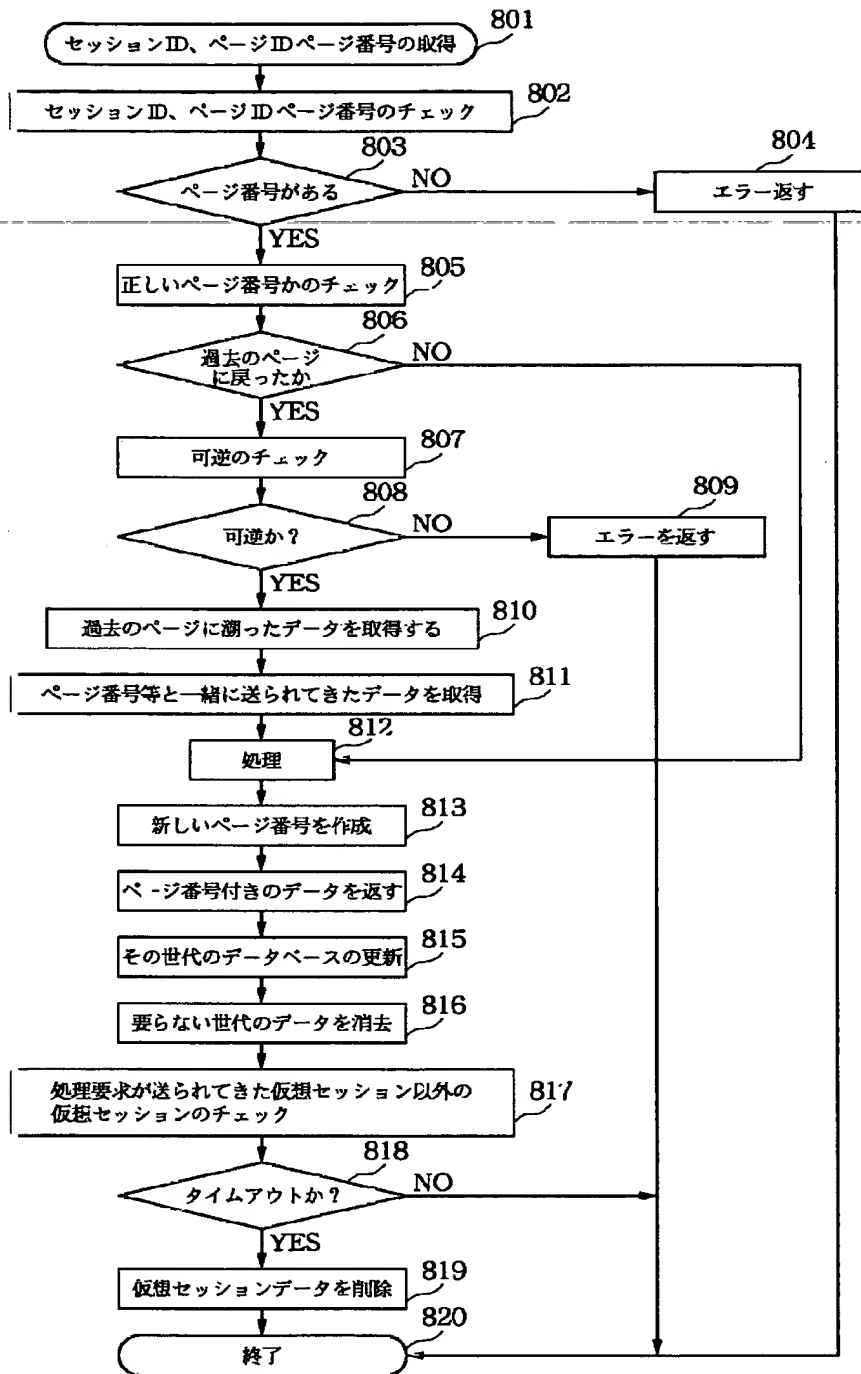 801
セッションID、ページIDページ番号の取得
802
セッションID、ページIDページ番号のチェック
803
ページ番号がある
NO
804
エラー返す
YES
805
正しいページ番号かのチェック
806
過去のページ
に戻ったか
NO
YES
807
可逆のチェック
808
可逆か?
NO
809
エラーを返す
YES
810
過去のページに溯ったデータを取得する
811
ページ番号等と一緒に送られてきたデータを取得
812
処理
813
新しいページ番号を作成
814
ペ-ジ番号付きのデータを返す
815
その世代のデータベースの更新
816
要らない世代のデータを消去
817
処理要求が送られてきた仮想セッション以外の
仮想セッションのチェック
818
タイムアウトか?
NO
YES
819
仮想セッションデータを削除
820
終了